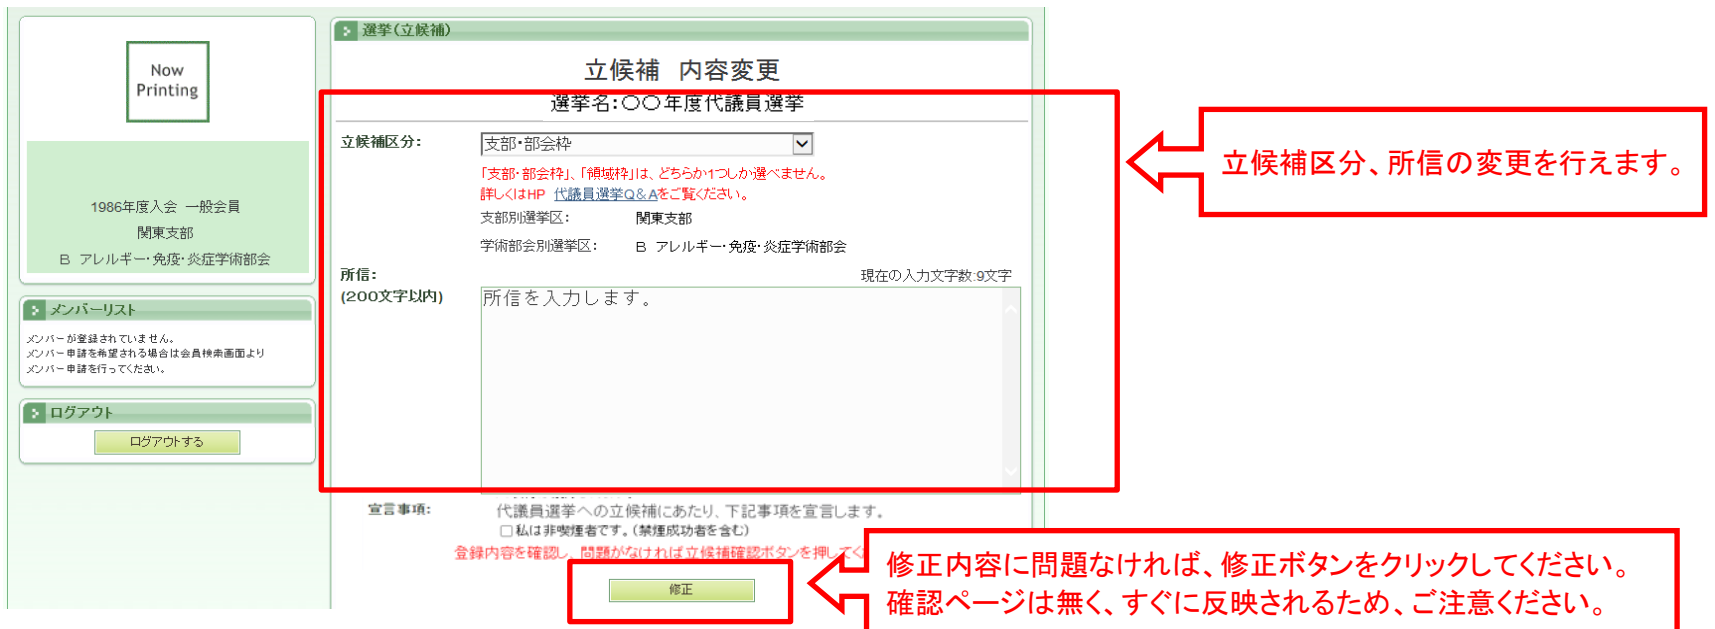 Now
Printing
1986年度入会 一般会員
関東支部
B アレルギー・免疫・炎症学術部会
メンバーリスト
メンバーが登録されていません。
メンバー申請を希望される場合は会員検索画面より
メンバー申請を行ってください。
ログアウト
ログアウトする
選挙(立候補)
立候補 内容変更
選挙名:〇〇年度代議員選挙
立候補区分:
支部・部会枠
「支部・部会枠」、「領域枠」は、どちらか1つしか選べません。
詳しくはHP 代議員選挙Q&Aをご覧ください。
支部別選挙区: 関東支部
学術部会別選挙区: B アレルギー・免疫・炎症学術部会
所信:
(200文字以内)
現在の入力文字数:9文字
所信を入力します。
宣言事項:
代議員選挙への立候補にあたり、下記事項を宣言します。
私は非喫煙者です。(禁煙成功者を含む)
登録内容を確認し、問題がなければ立候補確認ボタンを押してく
修正
立候補区分、所信の変更を行えます。
修正内容に問題なければ、修正ボタンをクリックしてください。
確認ページは無く、すぐに反映されるため、ご注意ください。